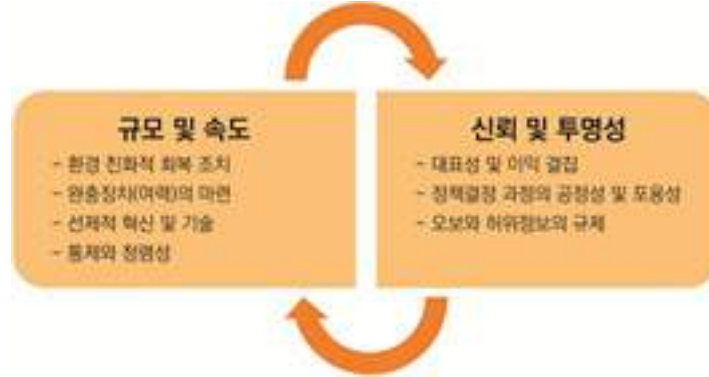 규모 및 속도
- 환경 친화적 회복 조치
- 완충장치(여력)의 마련
- 선제적 혁신 및 기술
- 통제와 청렴성
신뢰 및 투명성
- 대표성 및 이익 결집
- 정책결정 과정의 공정성 및 포용성
- 오보와 허위정보의 규제